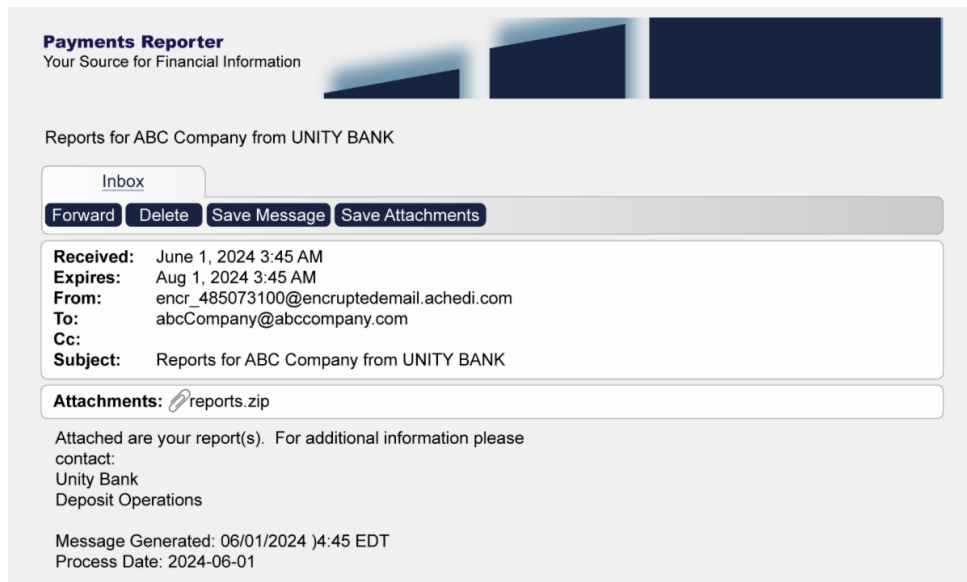 Payments Reporter
Your Source for Financial Information
Reports for ABC Company from UNITY BANK
Inbox
Forward Delete Save Message Save Attachments
Received: June 1, 2024 3:45 AM
Expires: Aug 1, 2024 3:45 AM
From: encr_485073100@encruptedemail.achedi.com
To: abcCompany@abccompany.com
Cc:
Subject: Reports for ABC Company from UNITY BANK
Attachments: reports.zip
Attached are your report(s). For additional information please
contact:
Unity Bank
Deposit Operations
Message Generated: 06/01/2024 )4:45 EDT
Process Date: 2024-06-01